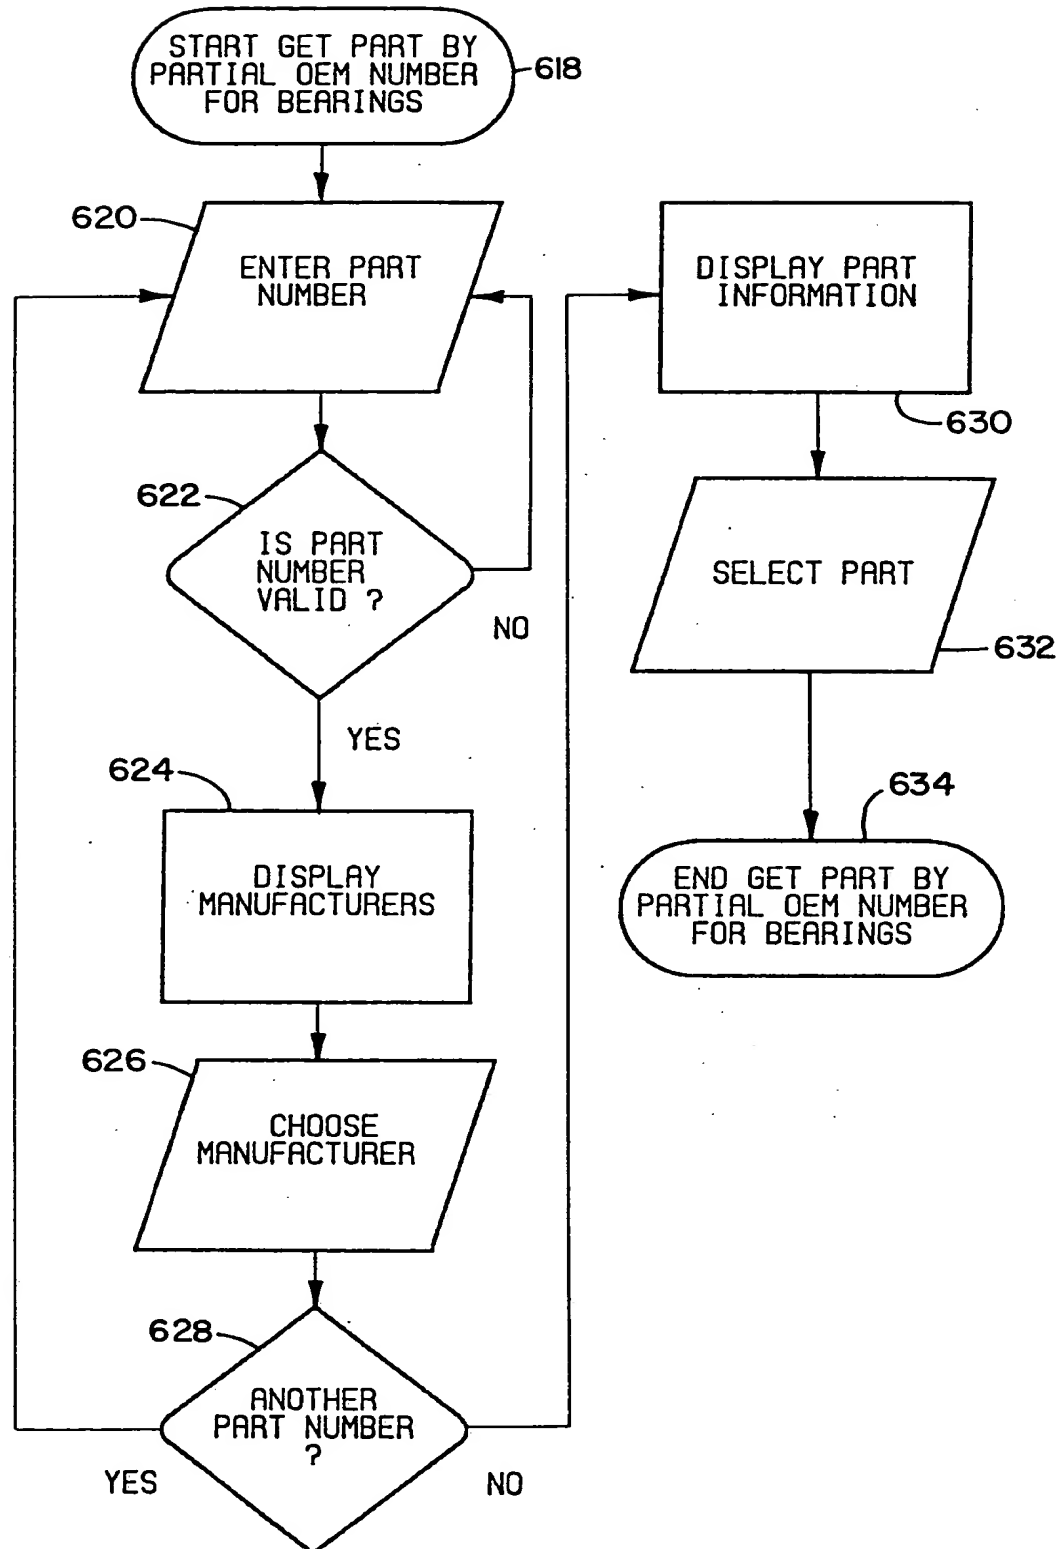 START GET PART BY
PARTIAL OEM NUMBER
FOR BEARINGS
618
620
ENTER PART
NUMBER
622
IS PART
NUMBER
VALID ?
NO
YES
624
DISPLAY
MANUFACTURERS
626
CHOOSE
MANUFACTURER
628
ANOTHER
PART NUMBER
?
YES
NO
DISPLAY PART
INFORMATION
630
SELECT PART
632
634
END GET PART BY
PARTIAL OEM NUMBER
FOR BEARINGS